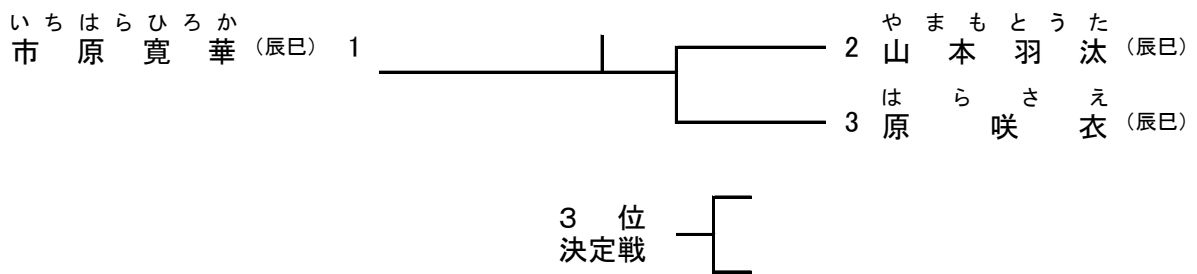 いちはらひろか
市原寛華 (辰巳) 1
やまもとうた
2 山本羽汰 (辰巳)
はらさえ
3 原咲衣 (辰巳)
3位
決定戦